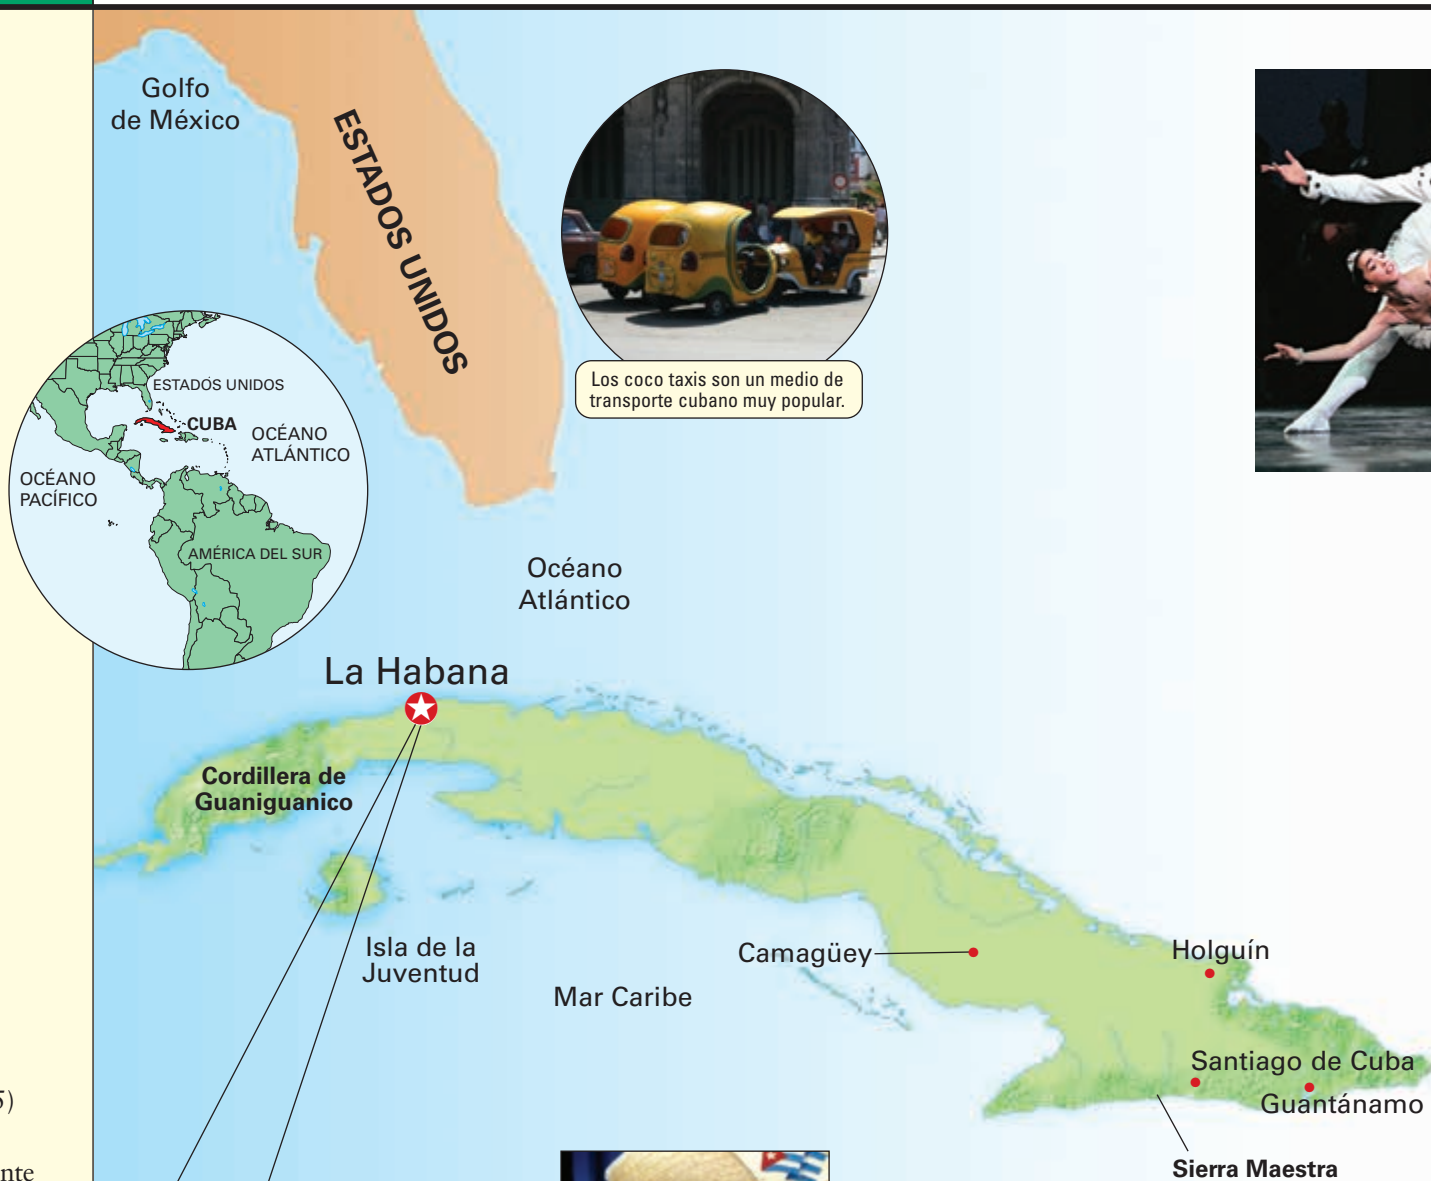 Golfo
de México
ESTADOS UNIDOS
Los coco taxis son un medio de
transporte cubano muy popular.
ESTADOS UNIDOS
CUBA
OCÉANO
ATLÁNTICO
OCÉANO
PACÍFICO
AMÉRICA DEL SUR
Océano
Atlántico
La Habana
Cordillera de
Guaniguanico
Isla de la
Juventud
Mar Caribe
Camagüey
Holguín
Santiago de Cuba
Guantánamo
Sierra Maestra
5)
nte